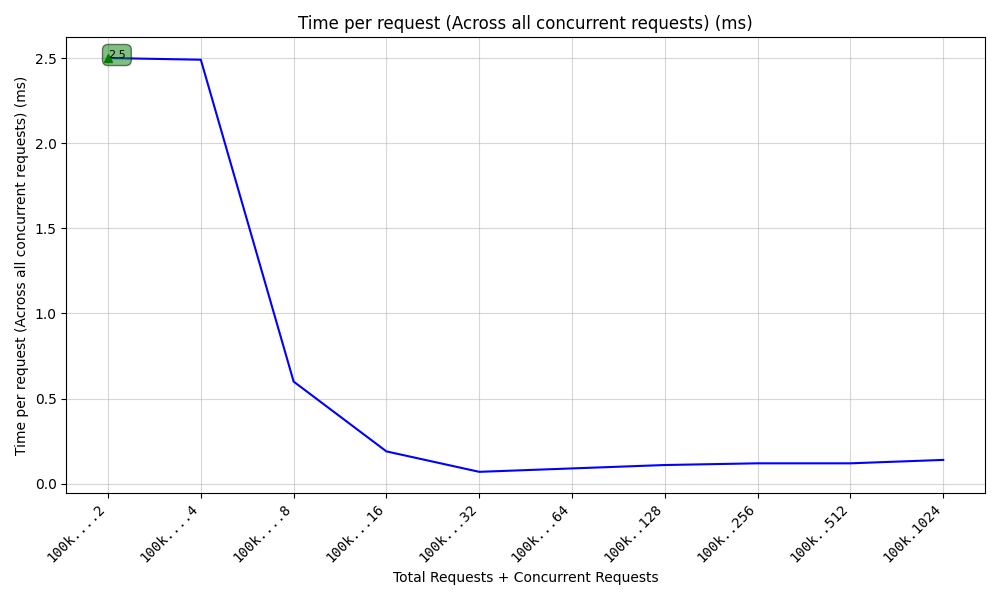 Time per request (Across all concurrent requests) (ms)
Time per request (Across all concurrent requests) (ms)
2.5
2.5
2.0
1.5
1.0
0.5
0.0
100k....2
100k....4
100k....8
100k...16
100k...32
100k...64
100k..128
100k..256
100k..512
100k.1024
Total Requests + Concurrent Requests